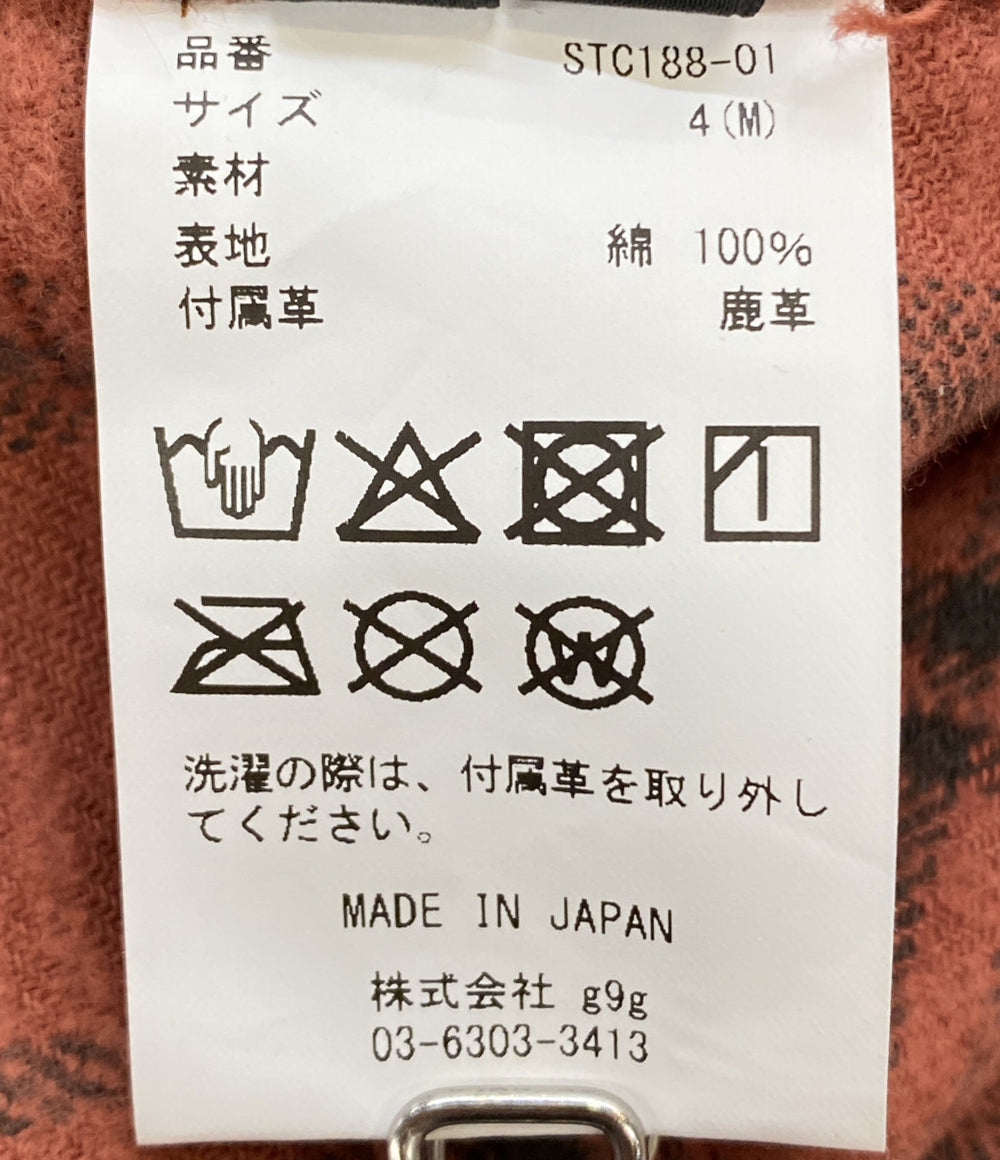 品番 STC188-01
サイズ 4(M)
素材
表地 綿 100%
付属革 鹿革
洗濯の際は、付属革を取り外し
てください。
MADE IN JAPAN
株式会社 g9g
03-6303-3413